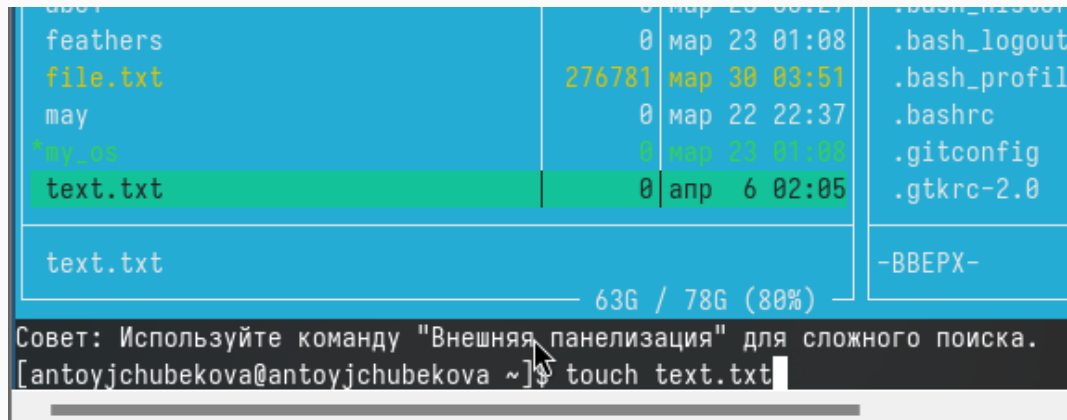 feathers 0 мар 23 01:08 .bash_logout
file.txt 276781 мар 30 03:51 .bash_profil
may 0 мар 22 22:37 .bashrc
*my_os 0 мар 23 01:08 .gitconfig
text.txt 0 апр 6 02:05 .gtkrc-2.0
text.txt -ВВЕРХ-
63G / 78G (80%)
Совет: Используйте команду "Внешняя панелизация" для сложного поиска.
[antoyjchubekova@antoyjchubekova ~]$ touch text.txt